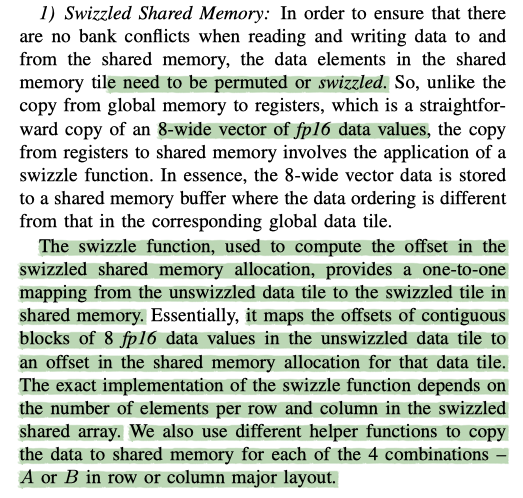 1) Swizzled Shared Memory: In order to ensure that there
are no bank conflicts when reading and writing data to and
from the shared memory, the data elements in the shared
memory tile need to be permuted or swizzled. So, unlike the
copy from global memory to registers, which is a straightfor-
ward copy of an 8-wide vector of fp16 data values, the copy
from registers to shared memory involves the application of a
swizzle function. In essence, the 8-wide vector data is stored
to a shared memory buffer where the data ordering is different
from that in the corresponding global data tile.
The swizzle function, used to compute the offset in the
swizzled shared memory allocation, provides a one-to-one
mapping from the unswizzled data tile to the swizzled tile in
shared memory. Essentially, it maps the offsets of contiguous
blocks of 8 fp16 data values in the unswizzled data tile to
an offset in the shared memory allocation for that data tile.
The exact implementation of the swizzle function depends on
the number of elements per row and column in the swizzled
shared array. We also use different helper functions to copy
the data to shared memory for each of the 4 combinations –
A or B in row or column major layout.